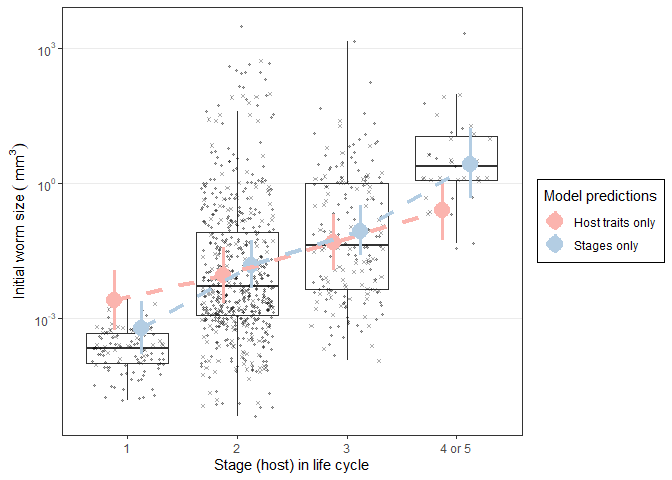 10^3
10^0
10^-3
Initial worm size ( mm^3)
1
2
3
4 or 5
Stage (host) in life cycle
Model predictions
Host traits only
Stages only